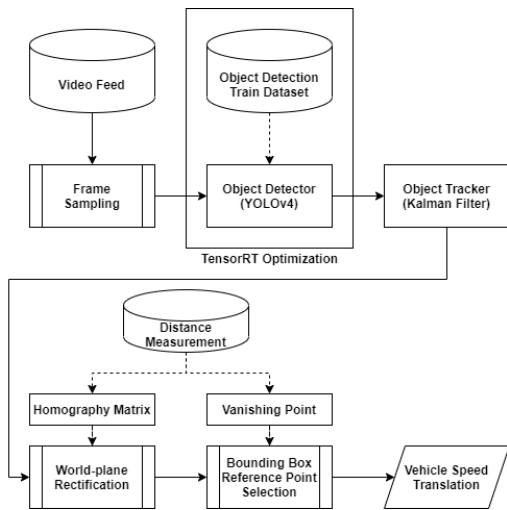 Video Feed
Object Detection
Train Dataset
Frame
Sampling
Object Detector
(YOLOv4)
Object Tracker
(Kalman Filter)
TensorRT Optimization
Distance
Measurement
Homography Matrix
Vanishing Point
World-plane
Rectification
Bounding Box
Reference Point
Selection
Vehicle Speed
Translation